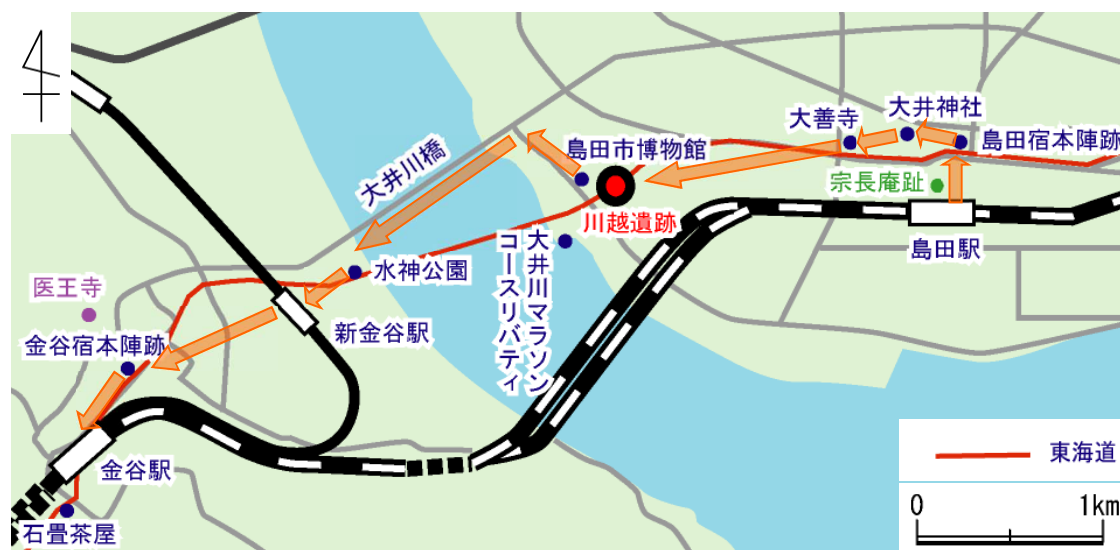 大井神社
大善寺
島田宿本陣跡
島田市博物館
大井川橋
宗長庵趾
川越遺跡
島田駅
大井川マラソン
コースリバティ
水神公園
医王寺
新金谷駅
金谷宿本陣跡
金谷駅
石畳茶屋
東海道
0 1km